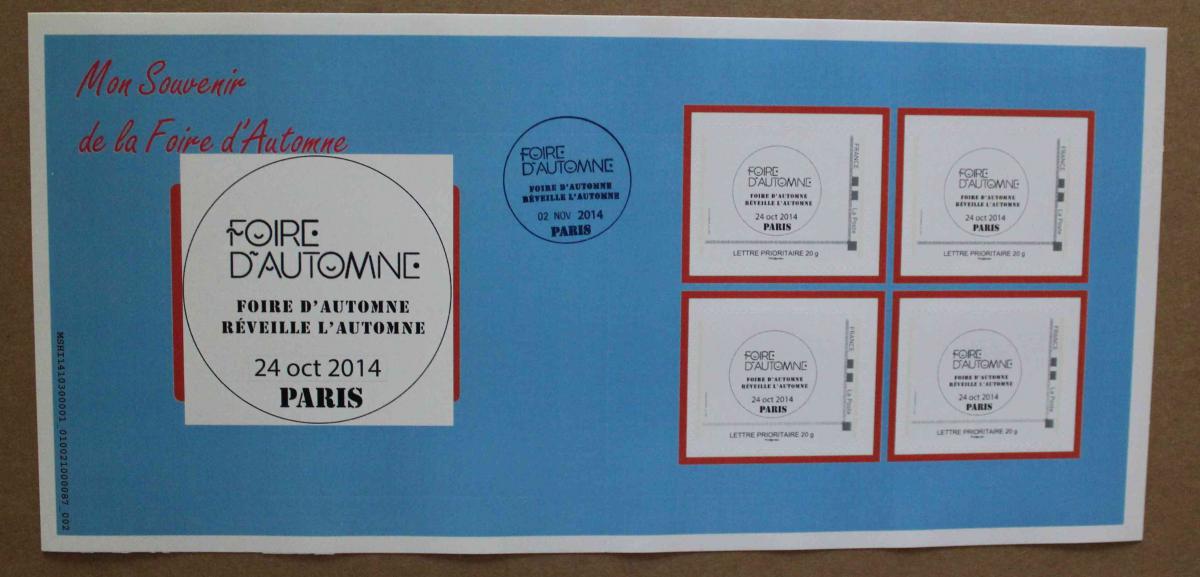 Mon Souvenir
de la Foire d'Automne
FOIRE
D'AUTOMNE
FOIRE D'AUTOMNE
RÉVEILLE L'AUTOMNE
24 oct 2014
PARIS
MSHI1410300001_010021000087_002
FOIRE
D'AUTOMNE
FOIRE D'AUTOMNE
RÉVEILLE L'AUTOMNE
02 NOV 2014
PARIS
FOIRE
D'AUTOMNE
FOIRE D'AUTOMNE
RÉVEILLE L'AUTOMNE
24 oct 2014
PARIS
FRANCE
La Poste
LETTRE PRIORITAIRE 20 g
FOIRE
D'AUTOMNE
FOIRE D'AUTOMNE
RÉVEILLE L'AUTOMNE
24 oct 2014
PARIS
FRANCE
La Poste
LETTRE PRIORITAIRE 20 g
FOIRE
D'AUTOMNE
FOIRE D'AUTOMNE
RÉVEILLE L'AUTOMNE
24 oct 2014
PARIS
FRANCE
La Poste
LETTRE PRIORITAIRE 20 g
FOIRE
D'AUTOMNE
FOIRE D'AUTOMNE
RÉVEILLE L'AUTOMNE
24 oct 2014
PARIS
FRANCE
La Poste
LETTRE PRIORITAIRE 20 g